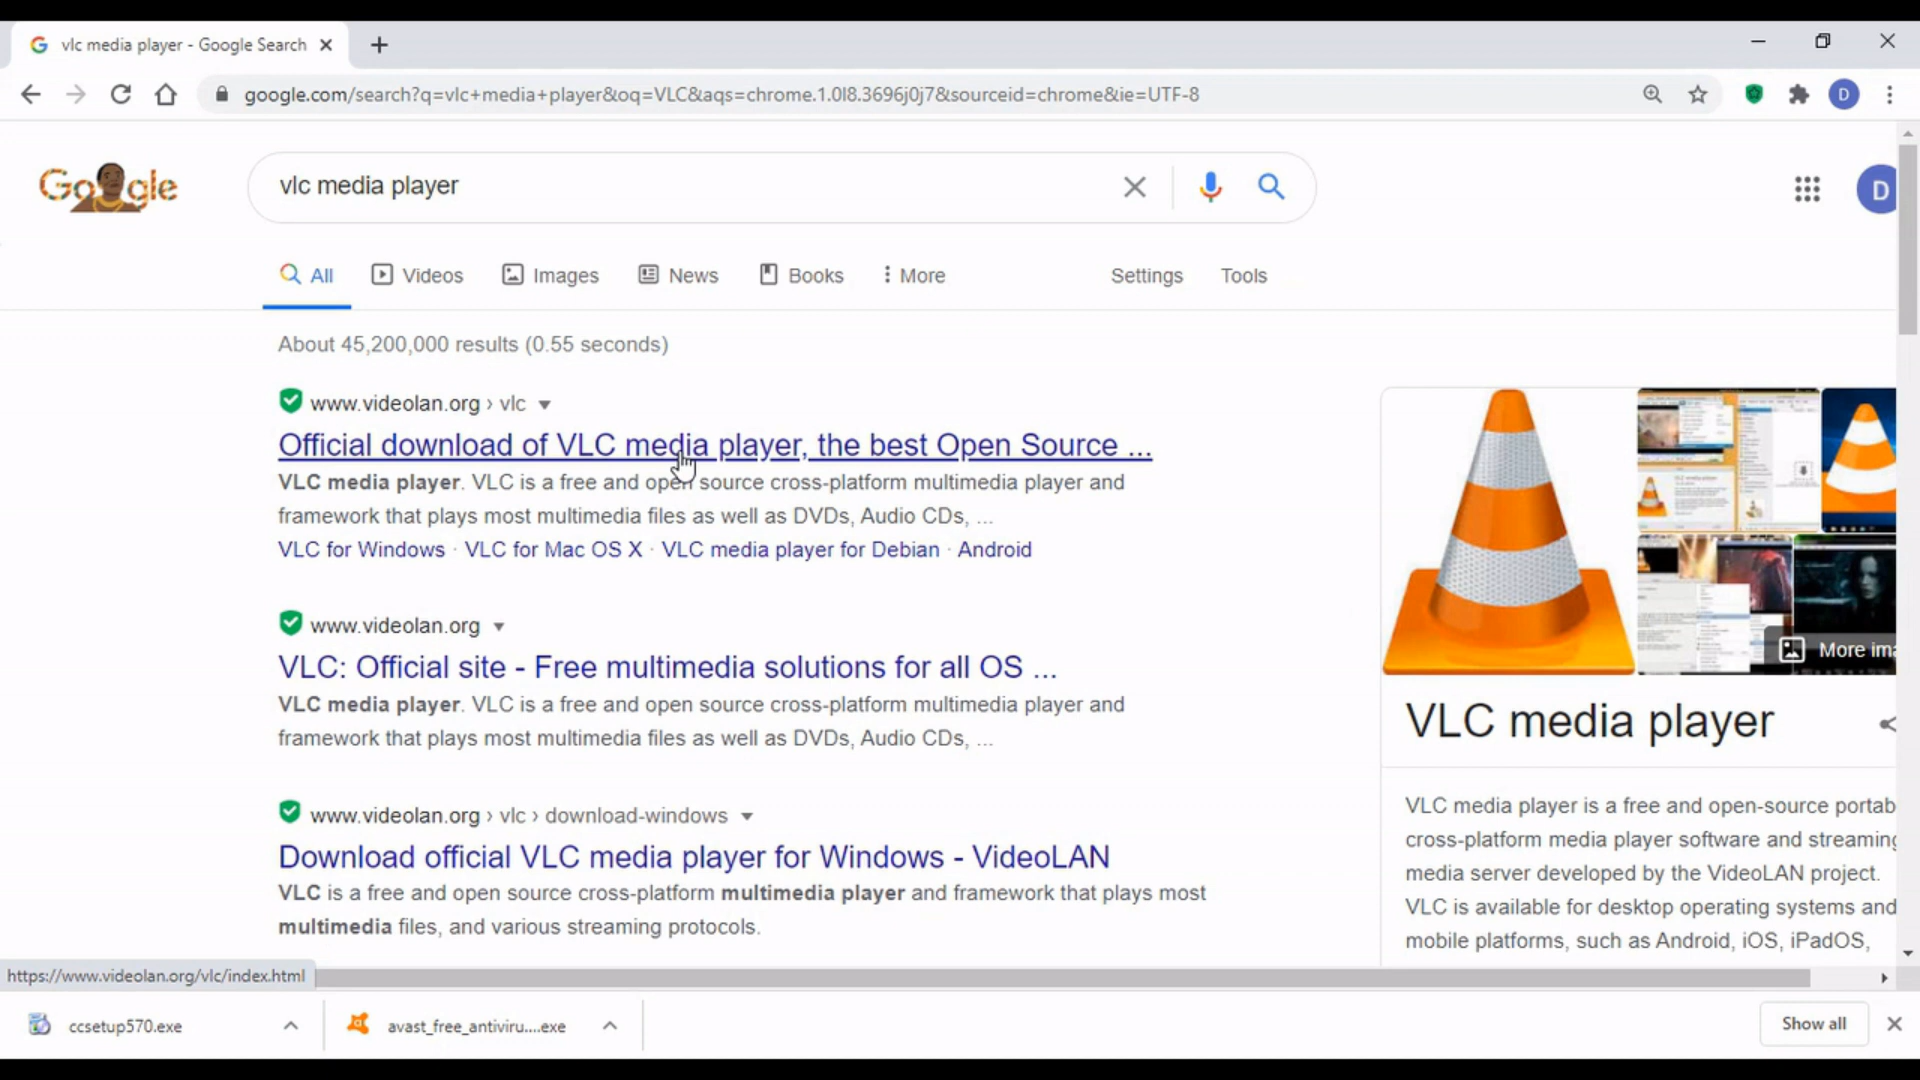 vlc media player - Google Search
google.com/search?q=vlc+media+player&oq=VLC&aqs=chrome.1.0l8.3696j0j7&sourceid=chrome&ie=UTF-8
D
Google
vlc media player
D
All Videos Images News Books More Settings Tools
About 45,200,000 results (0.55 seconds)
www.videolan.org › vlc
Official download of VLC media player, the best Open Source ...
VLC media player. VLC is a free and open source cross-platform multimedia player and
framework that plays most multimedia files as well as DVDs, Audio CDs, ...
VLC for Windows · VLC for Mac OS X · VLC media player for Debian · Android
www.videolan.org
VLC: Official site - Free multimedia solutions for all OS ...
VLC media player. VLC is a free and open source cross-platform multimedia player and
framework that plays most multimedia files as well as DVDs, Audio CDs, ...
www.videolan.org › vlc › download-windows
Download official VLC media player for Windows - VideoLAN
VLC is a free and open source cross-platform multimedia player and framework that plays most
multimedia files, and various streaming protocols.
More ima
VLC media player
VLC media player is a free and open-source portab
cross-platform media player software and streaming
media server developed by the VideoLAN project.
VLC is available for desktop operating systems and
mobile platforms, such as Android, iOS, iPadOS,
https://www.videolan.org/vlc/index.html
ccsetup570.exe
avast_free_antiviru....exe
Show all